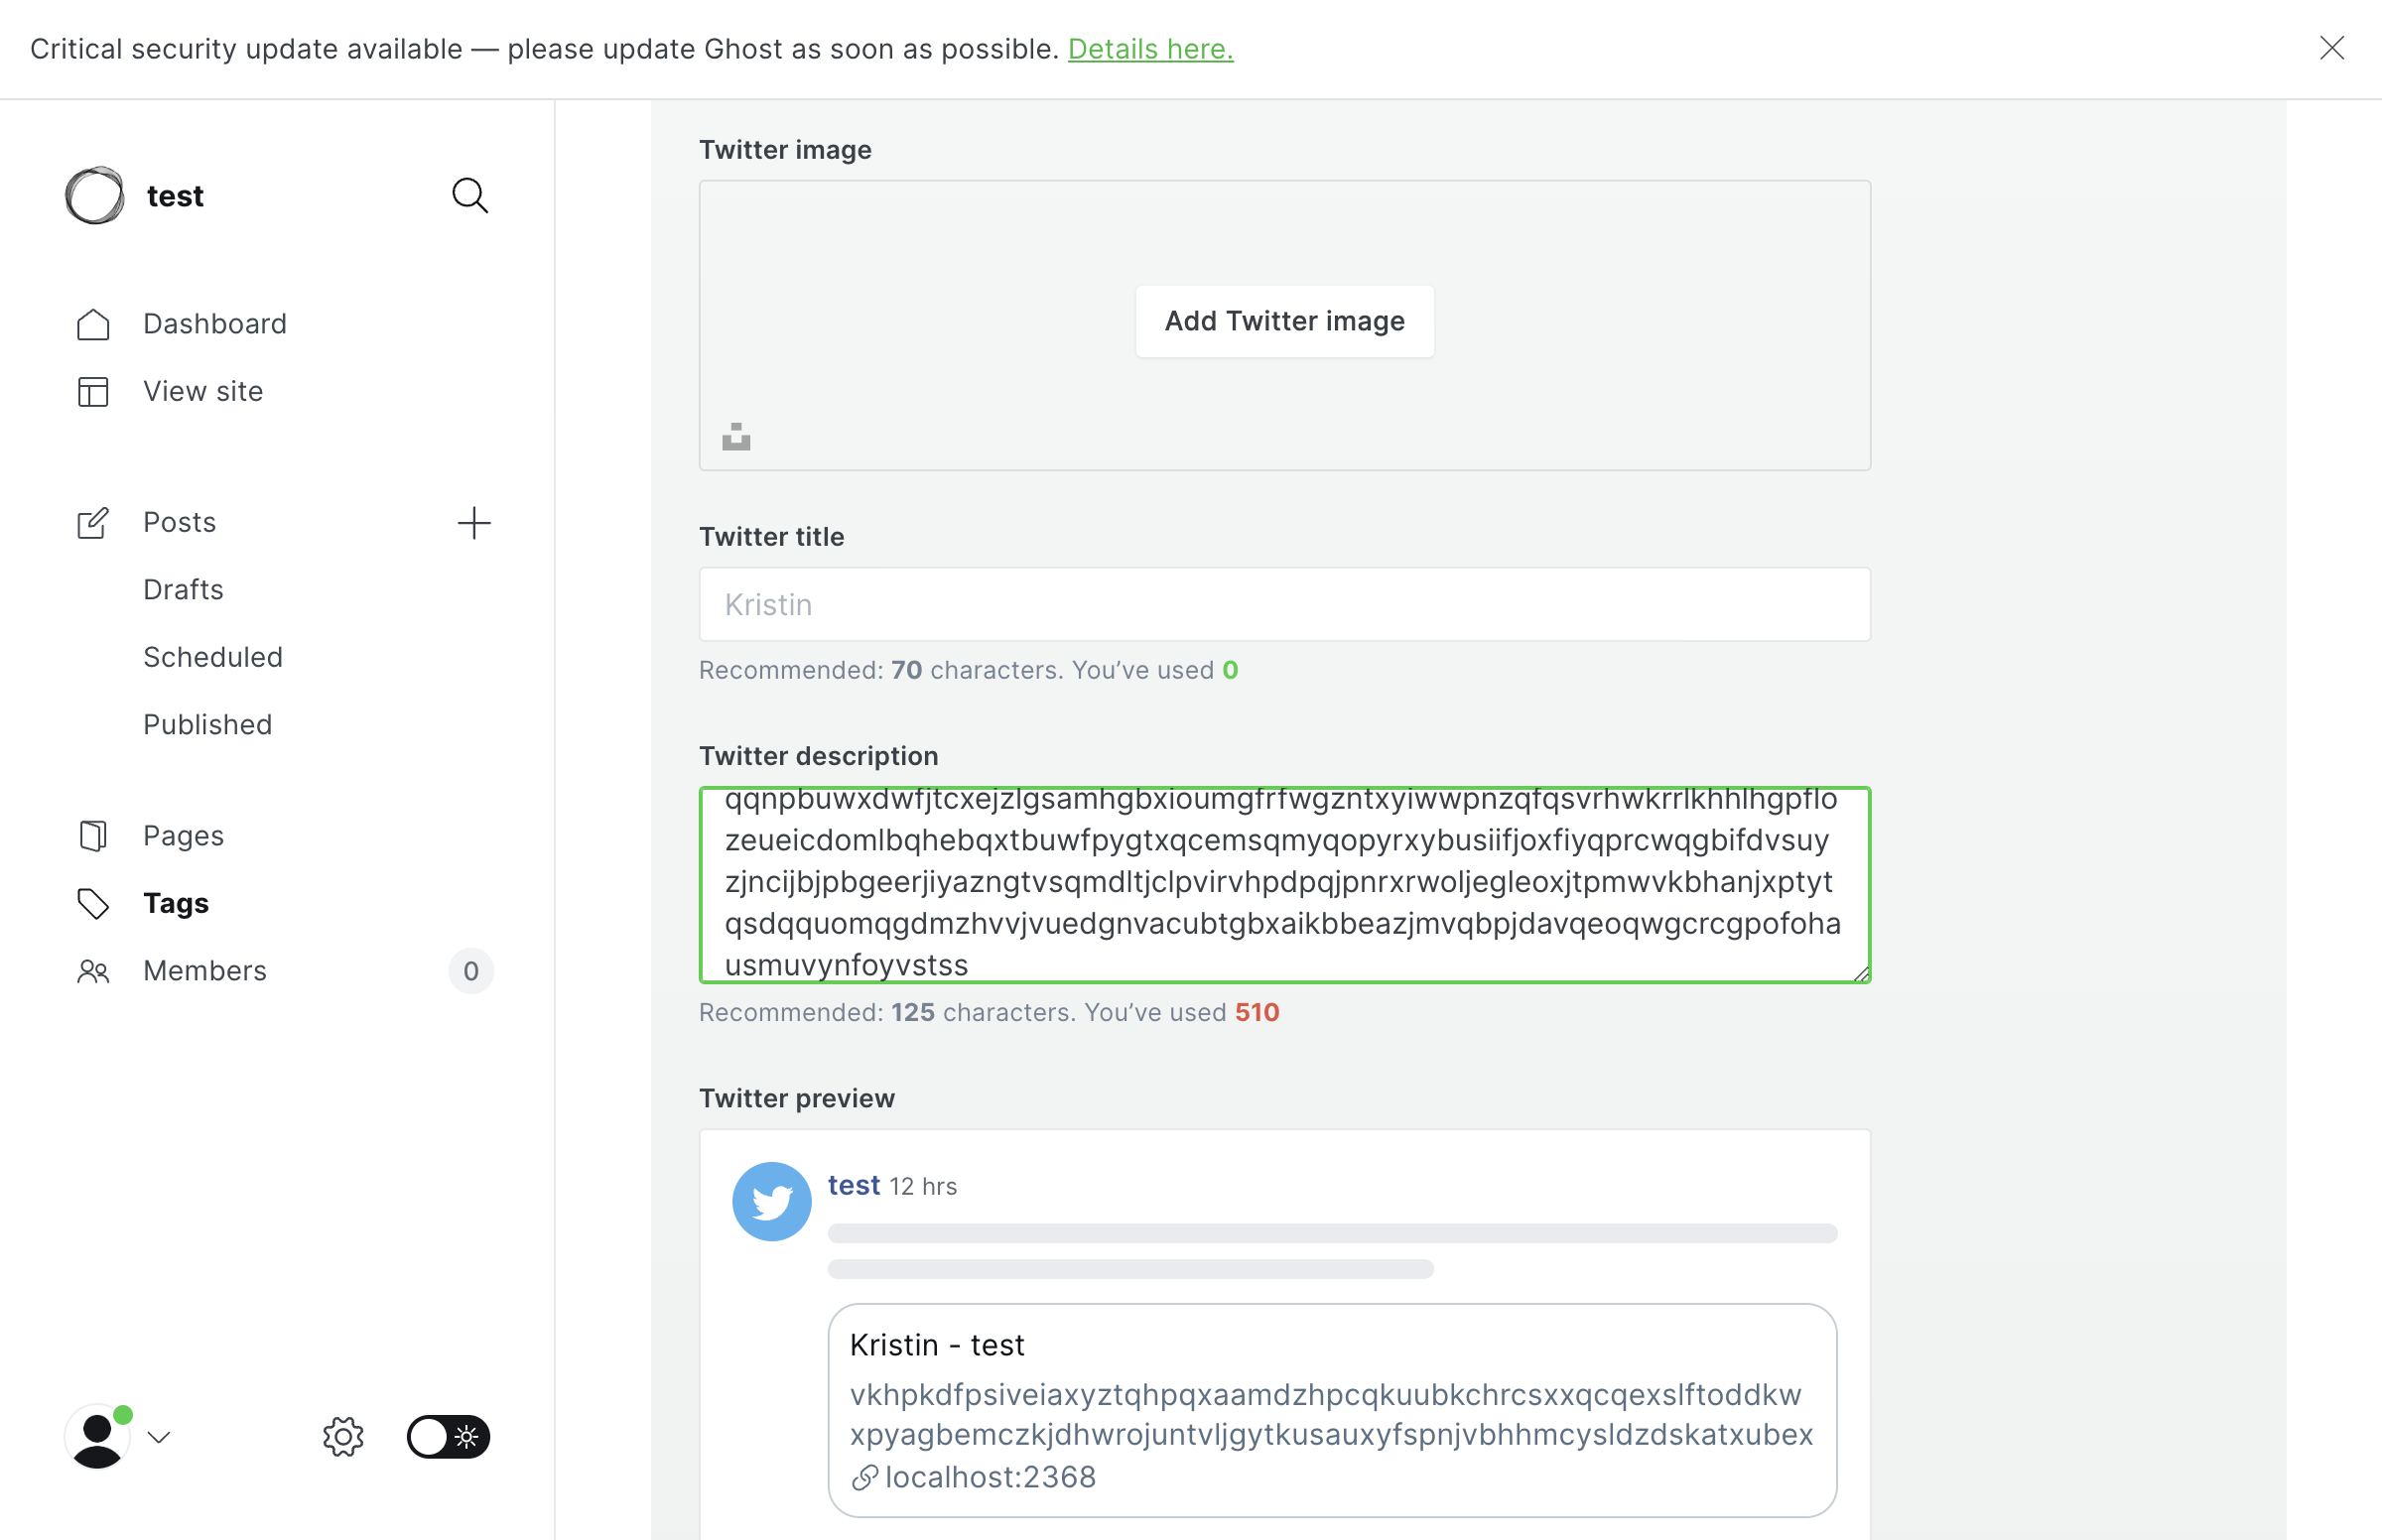 Critical security update available — please update Ghost as soon as possible. Details here.
test
Dashboard
View site
Posts
Drafts
Scheduled
Published
Pages
Tags
Members
0
Twitter image
Add Twitter image
Twitter title
Kristin
Recommended: 70 characters. You’ve used 0
Twitter description
qqnpbuwxdwfjtcxejzlgsamhgbxioumgfrfwgzntxyiwwpnzqfqsvrhwkrrlkhhlhgpflo
zeueicdomlbqhebqxtbuwfpygtxqcemsqmyqopyrxybusiifjoxfiyqprcwqgbifdvsuy
zjncijbjpbgeerjiyazngtvsqmdltjclpvirvhpdpqjpnrxrwoljegleoxjtpmwvkbhanjxptyt
qsdqquomqgdmzhvvjvuedgnvacubtgbxaikbbeazjmvqbpjdavqeoqwgcrcgpofoha
usmuvynfoyvstss
Recommended: 125 characters. You’ve used 510
Twitter preview
test 12 hrs
Kristin - test
vkhpkdfpsiveiaxyztqhpqxaamdzhpcqkuubkchrcsxxqcqexslftoddkw
xpyagbemczkjdhwrojuntvljgytkusauxyfspnjvbhhmcysldzdskatxubex
localhost:2368